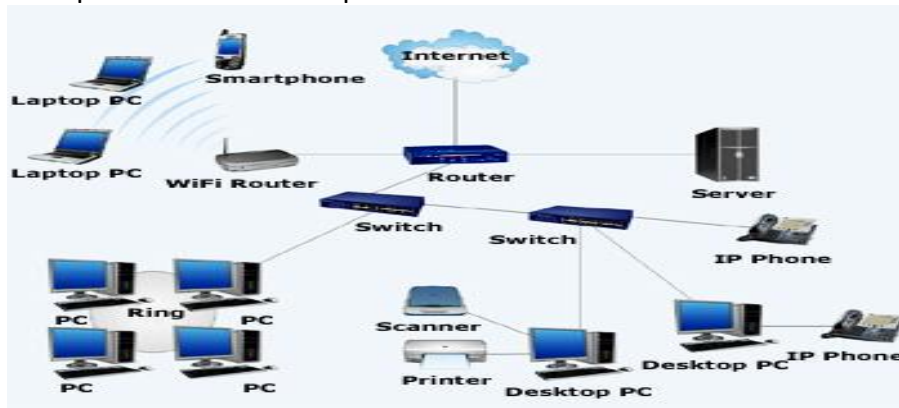 Internet
Smartphone
Laptop PC
Laptop PC
WiFi Router
Router
Server
Switch
Switch
IP Phone
PC
Ring
PC
Scanner
Desktop PC
IP Phone
PC
PC
Printer
Desktop PC